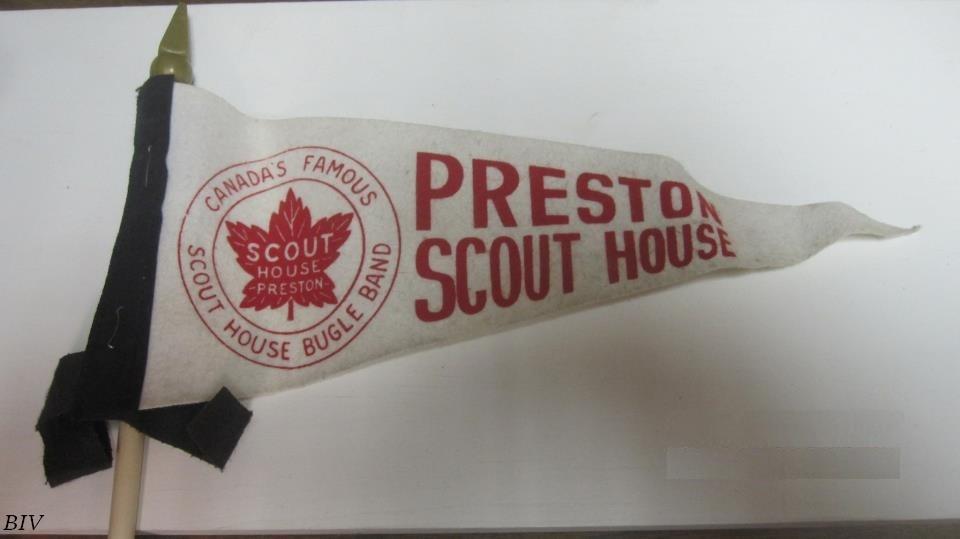 CANADA'S FAMOUS
SCOUT HOUSE BUGLE BAND
SCOUT
HOUSE
-PRESTON-
PRESTON
SCOUT HOUSE
BIV